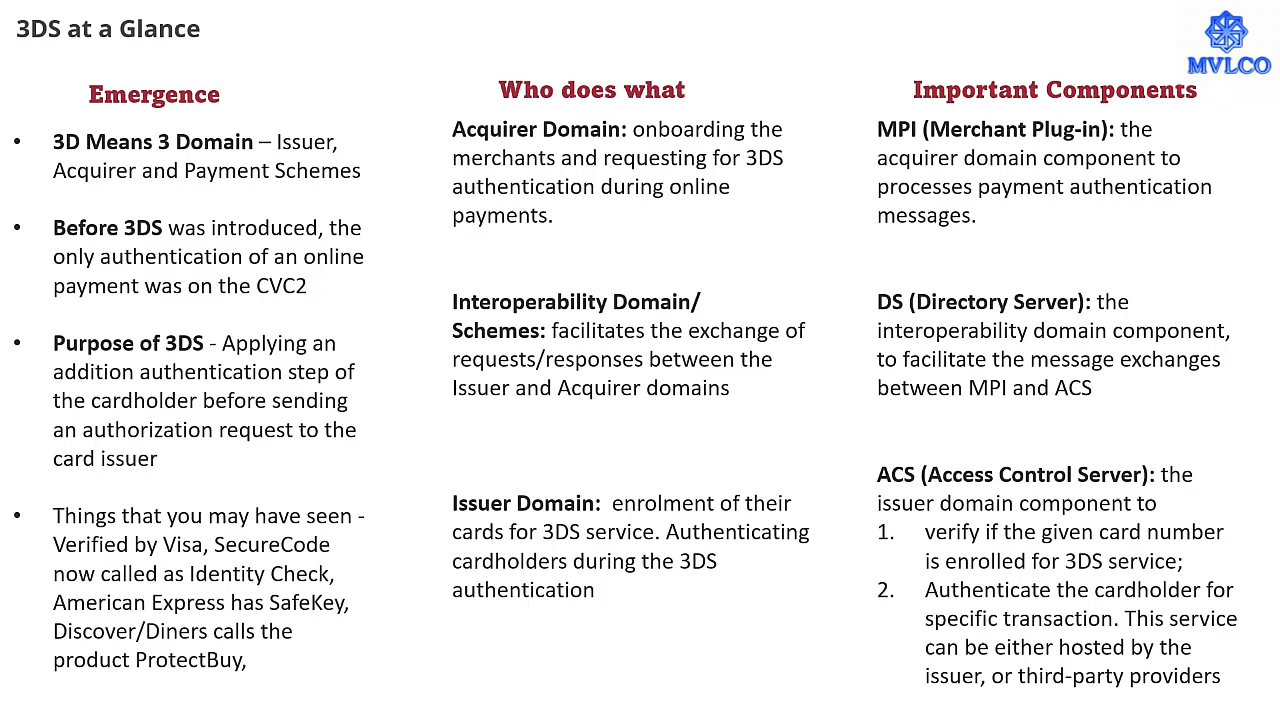 3DS at a Glance
MVLCO
Emergence
• 3D Means 3 Domain – Issuer,
Acquirer and Payment Schemes
• Before 3DS was introduced, the
only authentication of an online
payment was on the CVC2
• Purpose of 3DS - Applying an
addition authentication step of
the cardholder before sending
an authorization request to the
card issuer
• Things that you may have seen -
Verified by Visa, SecureCode
now called as Identity Check,
American Express has SafeKey,
Discover/Diners calls the
product ProtectBuy,
Who does what
Acquirer Domain: onboarding the
merchants and requesting for 3DS
authentication during online
payments.
Interoperability Domain/
Schemes: facilitates the exchange of
requests/responses between the
Issuer and Acquirer domains
Issuer Domain:  enrolment of their
cards for 3DS service. Authenticating
cardholders during the 3DS
authentication
Important Components
MPI (Merchant Plug-in): the
acquirer domain component to
processes payment authentication
messages.
DS (Directory Server): the
interoperability domain component,
to facilitate the message exchanges
between MPI and ACS
ACS (Access Control Server): the
issuer domain component to
1. verify if the given card number
is enrolled for 3DS service;
2. Authenticate the cardholder for
specific transaction. This service
can be either hosted by the
issuer, or third-party providers